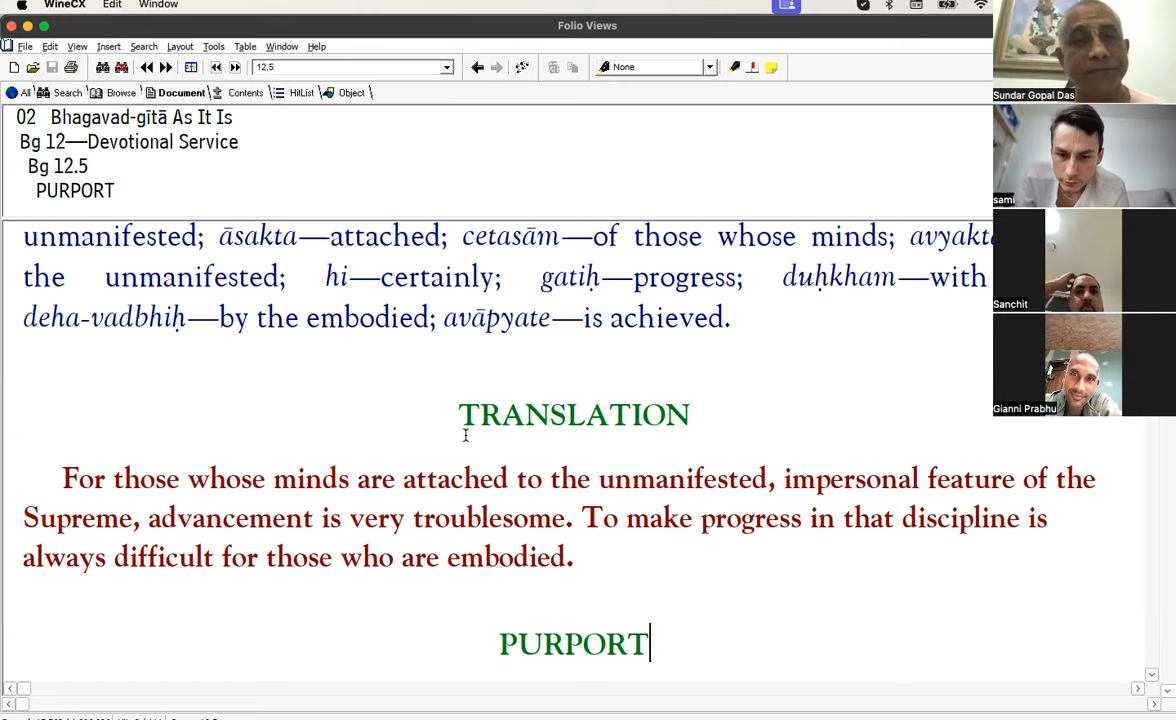 WineCX Edit Window
Folio Views
File Edit View Insert Search Layout Tools Table Window Help
12.5 None
All Search Browse Document Contents HitList Object
02 Bhagavad-gītā As It Is
Bg 12—Devotional Service
Bg 12.5
PURPORT
unmanifested; āsakta—attached; cetasām—of those whose minds;
the unmanifested; hi—certainly; gatiḥ—progress; duḥkham—with
deha-vadbhiḥ—by the embodied; avāpyate—is achieved.
TRANSLATION
For those whose minds are attached to the unmanifested, impersonal feature of the
Supreme, advancement is very troublesome. To make progress in that discipline is
always difficult for those who are embodied.
PURPORT
Sundar Gopal Das
sami
Sanchit
Gianni Prabhu